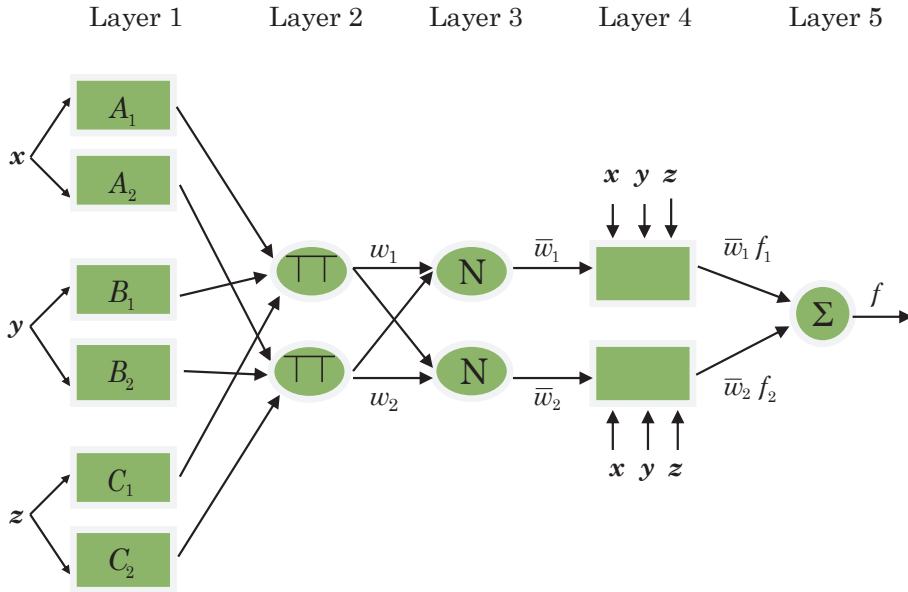 Layer 1 Layer 2 Layer 3 Layer 4 Layer 5
A₁
x
A₂
B₁
y
B₂
C₁
z
C₂
∏
∏
w₁
w₂
N
N
w̅₁
w̅₂
x y z
x y z
w̅₁ f₁
w̅₂ f₂
Σ
f